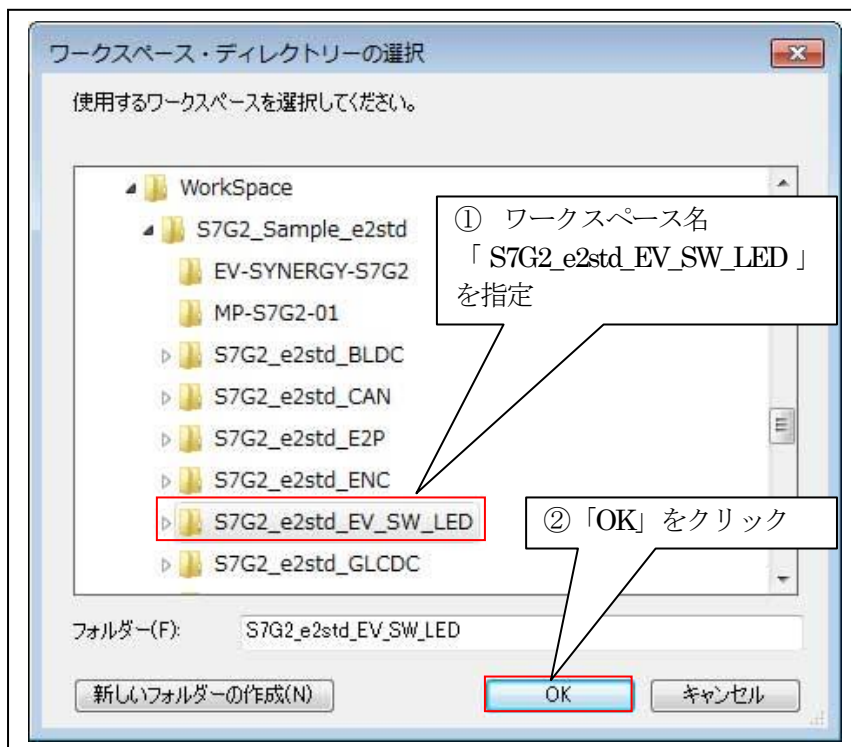 ワークスペース・ディレクトリーの選択
使用するワークスペースを選択してください。
WorkSpace
S7G2_Sample_e2std
EV-SYNERGY-S7G2
MP-S7G2-01
S7G2_e2std_BLDC
S7G2_e2std_CAN
S7G2_e2std_E2P
S7G2_e2std_ENC
S7G2_e2std_EV_SW_LED
S7G2_e2std_GLCDC
① ワークスペース名
「 S7G2_e2std_EV_SW_LED 」
を指定
②「OK」をクリック
フォルダー(F): S7G2_e2std_EV_SW_LED
新しいフォルダーの作成(N) OK キャンセル